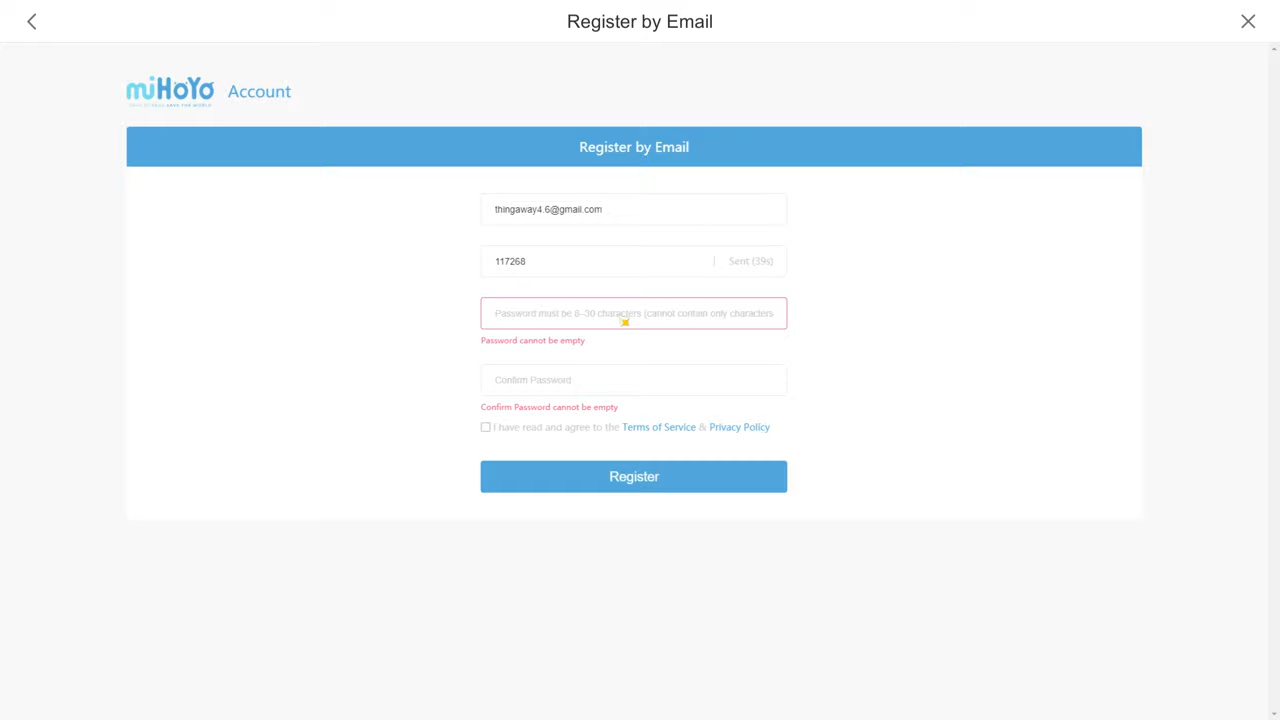 Register by Email
miHoYo Account
Register by Email
thingaway4.6@gmail.com
117268 | Sent (39s)
Password must be 8–30 characters (cannot contain only characters
Password cannot be empty
Confirm Password
Confirm Password cannot be empty
I have read and agree to the Terms of Service & Privacy Policy
Register